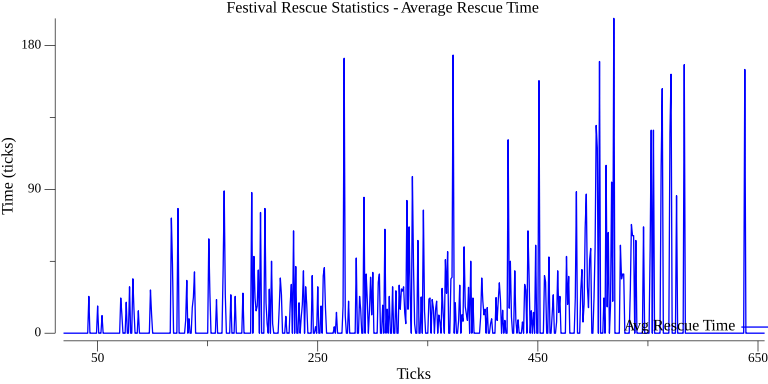 Festival Rescue Statistics - Average Rescue Time
180
90
0
Time (ticks)
Avg Rescue Time
50
250
450
650
Ticks